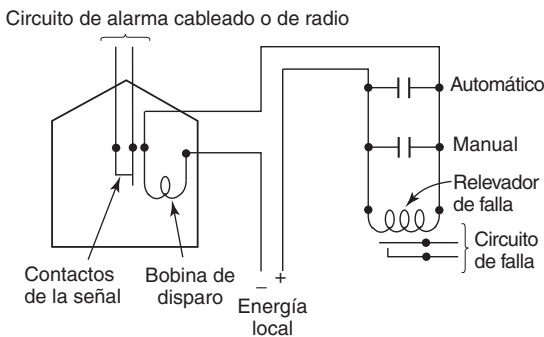 Circuito de alarma cableado o de radio
Automático
Manual
Relevador
de falla
Circuito
de falla
Contactos
de la señal
Bobina de
disparo
– +
Energía
local